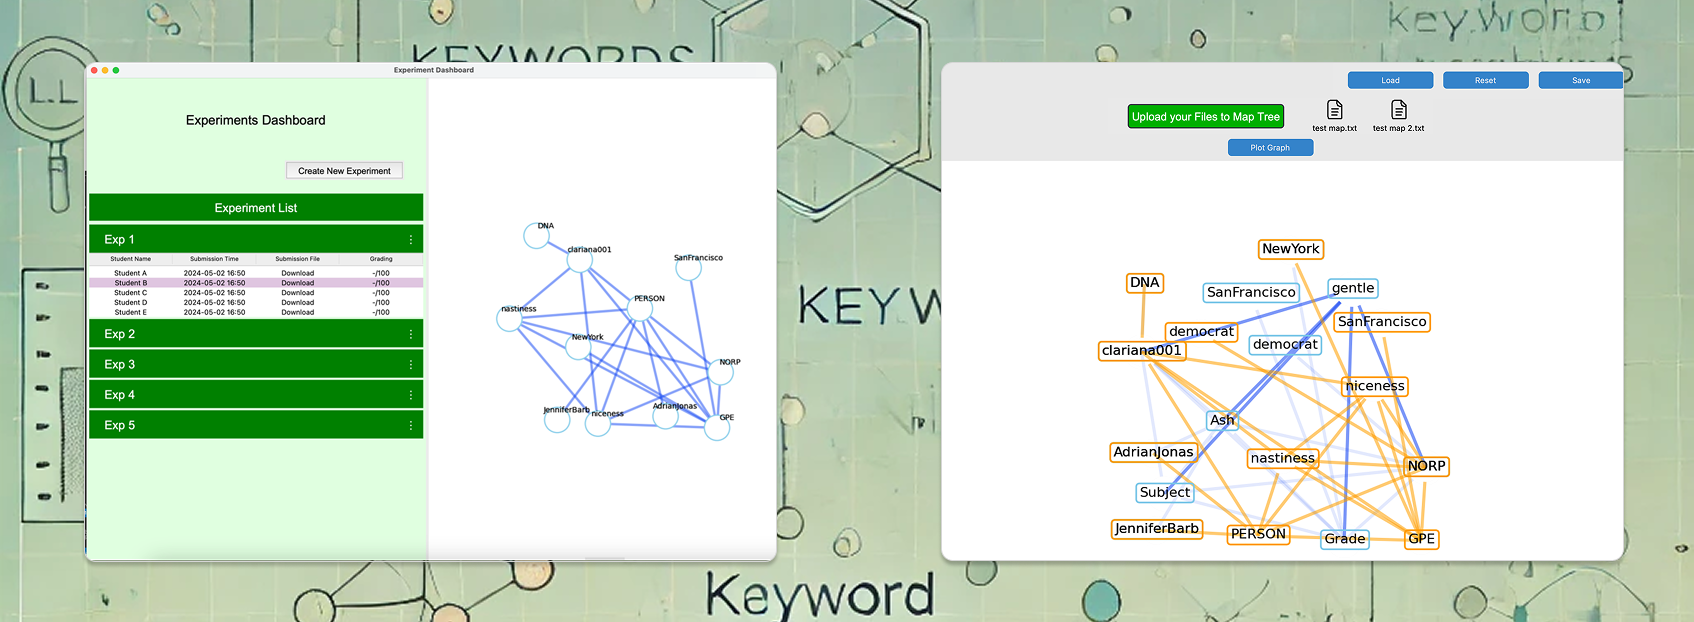 KEYWORDS
Keyword
L.L
Experiment Dashboard
Experiments Dashboard
Create New Experiment
Experiment List
Exp 1
Student Name Submission Time Submission File Grading
Student A 2024-05-02 16:50 Download -/100
Student B 2024-05-02 16:50 Download -/100
Student C 2024-05-02 16:50 Download -/100
Student D 2024-05-02 16:50 Download -/100
Student E 2024-05-02 16:50 Download -/100
Exp 2
Exp 3
Exp 4
Exp 5
DNA
clariana001
SanFrancisco
PERSON
nastiness
NewYork
NORP
JenniferBarb
niceness
AdrianJonas
GPE
KEYW
Load
Reset
Save
Upload your Files to Map Tree
test map.txt
test map 2.txt
Plot Graph
NewYork
DNA
SanFrancisco
gentle
SanFrancisco
democrat
democrat
clariana001
niceness
Ash
AdrianJonas
nastiness
NORP
Subject
JenniferBarb
PERSON
Grade
GPE
Keyword